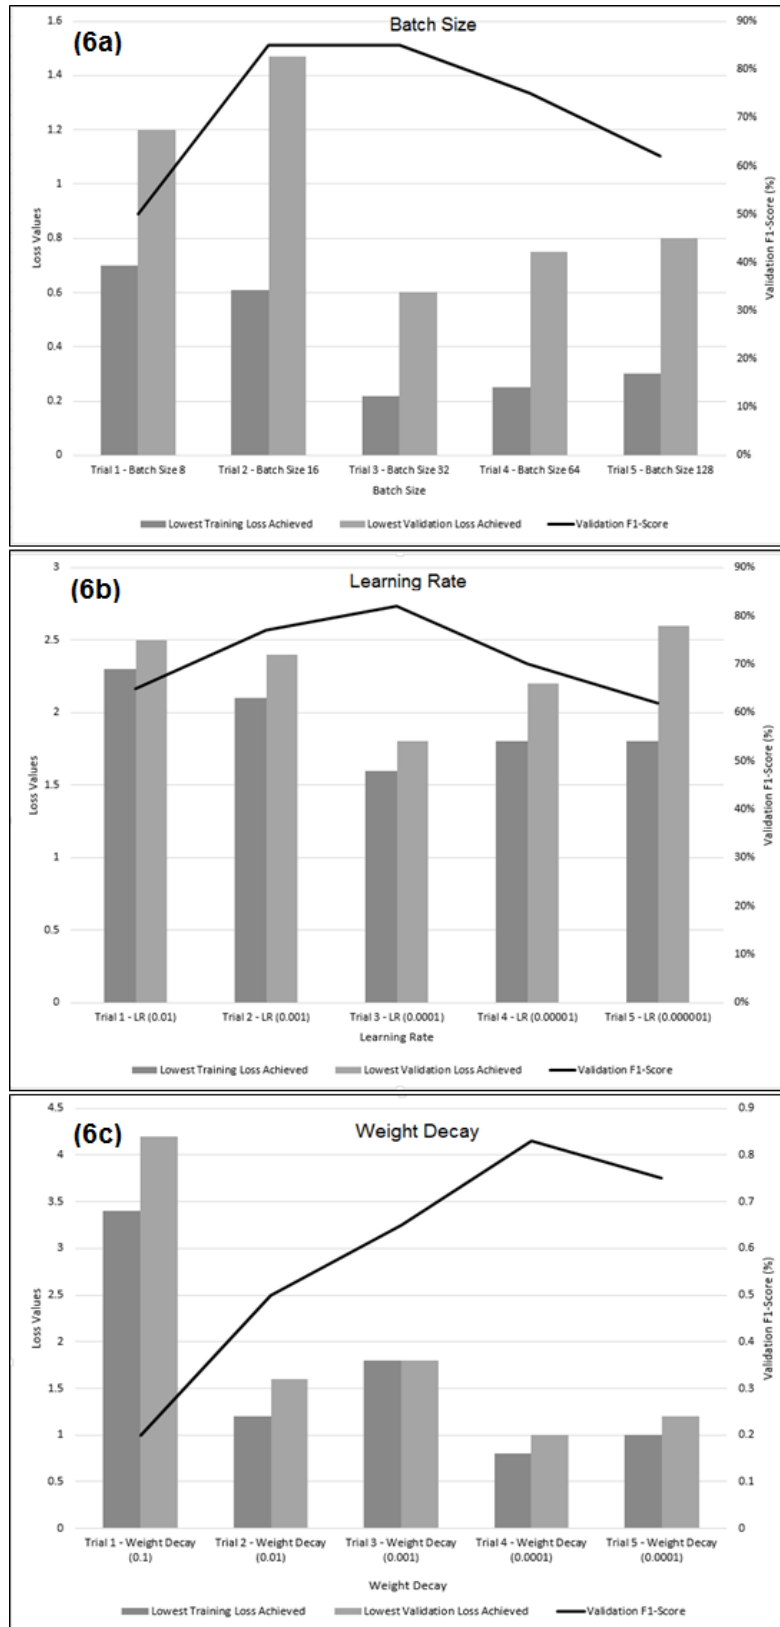 (6a)
Batch Size
1.6
1.4
1.2
1
0.8
0.6
0.4
0.2
0
Loss Values
90%
80%
70%
60%
50%
40%
30%
20%
10%
0%
Validation F1-Score (%)
Trial 1 - Batch Size 8
Trial 2 - Batch Size 16
Trial 3 - Batch Size 32
Trial 4 - Batch Size 64
Trial 5 - Batch Size 128
Batch Size
Lowest Training Loss Achieved
Lowest Validation Loss Achieved
Validation F1-Score
(6b)
Learning Rate
3
2.5
2
1.5
1
0.5
0
Loss Values
90%
80%
70%
60%
50%
40%
30%
20%
10%
0%
Validation F1-Score (%)
Trial 1 - LR (0.01)
Trial 2 - LR (0.001)
Trial 3 - LR (0.0001)
Trial 4 - LR (0.00001)
Trial 5 - LR (0.000001)
Learning Rate
Lowest Training Loss Achieved
Lowest Validation Loss Achieved
Validation F1-Score
(6c)
Weight Decay
4.5
4
3.5
3
2.5
2
1.5
1
0.5
0
Loss Values
0.9
0.8
0.7
0.6
0.5
0.4
0.3
0.2
0.1
0
Validation F1-Score (%)
Trial 1 - Weight Decay
(0.1)
Trial 2 - Weight Decay
(0.01)
Trial 3 - Weight Decay
(0.001)
Trial 4 - Weight Decay
(0.0001)
Trial 5 - Weight Decay
(0.0001)
Weight Decay
Lowest Training Loss Achieved
Lowest Validation Loss Achieved
Validation F1-Score